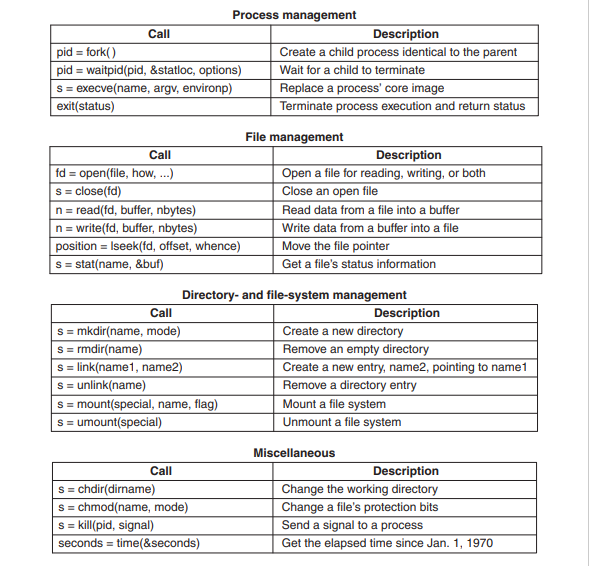 Process management
Call Description
pid = fork( ) Create a child process identical to the parent
pid = waitpid(pid, &statloc, options) Wait for a child to terminate
s = execve(name, argv, environp) Replace a process' core image
exit(status) Terminate process execution and return status
File management
Call Description
fd = open(file, how, ...) Open a file for reading, writing, or both
s = close(fd) Close an open file
n = read(fd, buffer, nbytes) Read data from a file into a buffer
n = write(fd, buffer, nbytes) Write data from a buffer into a file
position = lseek(fd, offset, whence) Move the file pointer
s = stat(name, &buf) Get a file's status information
Directory- and file-system management
Call Description
s = mkdir(name, mode) Create a new directory
s = rmdir(name) Remove an empty directory
s = link(name1, name2) Create a new entry, name2, pointing to name1
s = unlink(name) Remove a directory entry
s = mount(special, name, flag) Mount a file system
s = umount(special) Unmount a file system
Miscellaneous
Call Description
s = chdir(dirname) Change the working directory
s = chmod(name, mode) Change a file's protection bits
s = kill(pid, signal) Send a signal to a process
seconds = time(&seconds) Get the elapsed time since Jan. 1, 1970